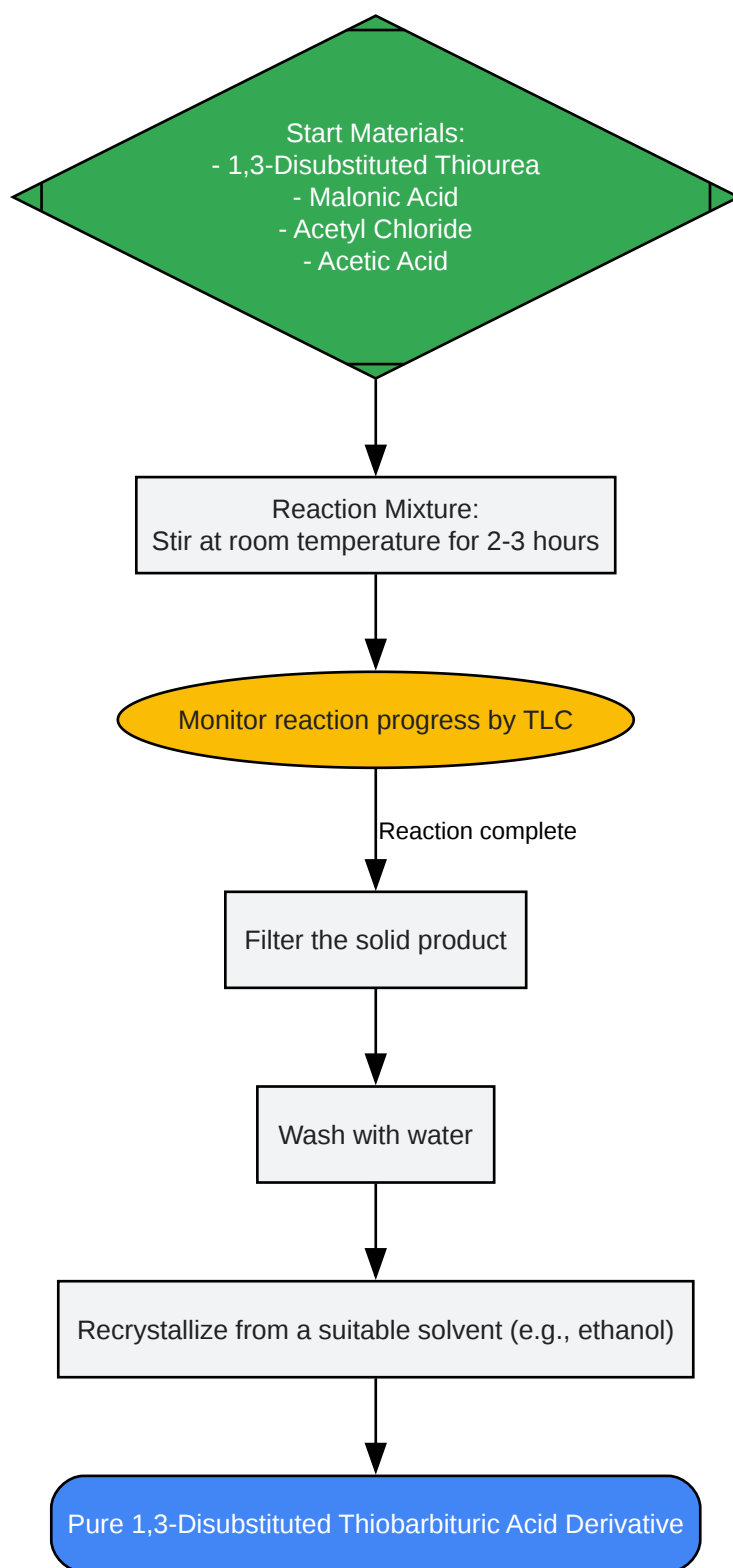 Start Materials:
- 1,3-Disubstituted Thiourea
- Malonic Acid
- Acetyl Chloride
- Acetic Acid
Reaction Mixture:
Stir at room temperature for 2-3 hours
Monitor reaction progress by TLC
Reaction complete
Filter the solid product
Wash with water
Recrystallize from a suitable solvent (e.g., ethanol)
Pure 1,3-Disubstituted Thiobarbituric Acid Derivative